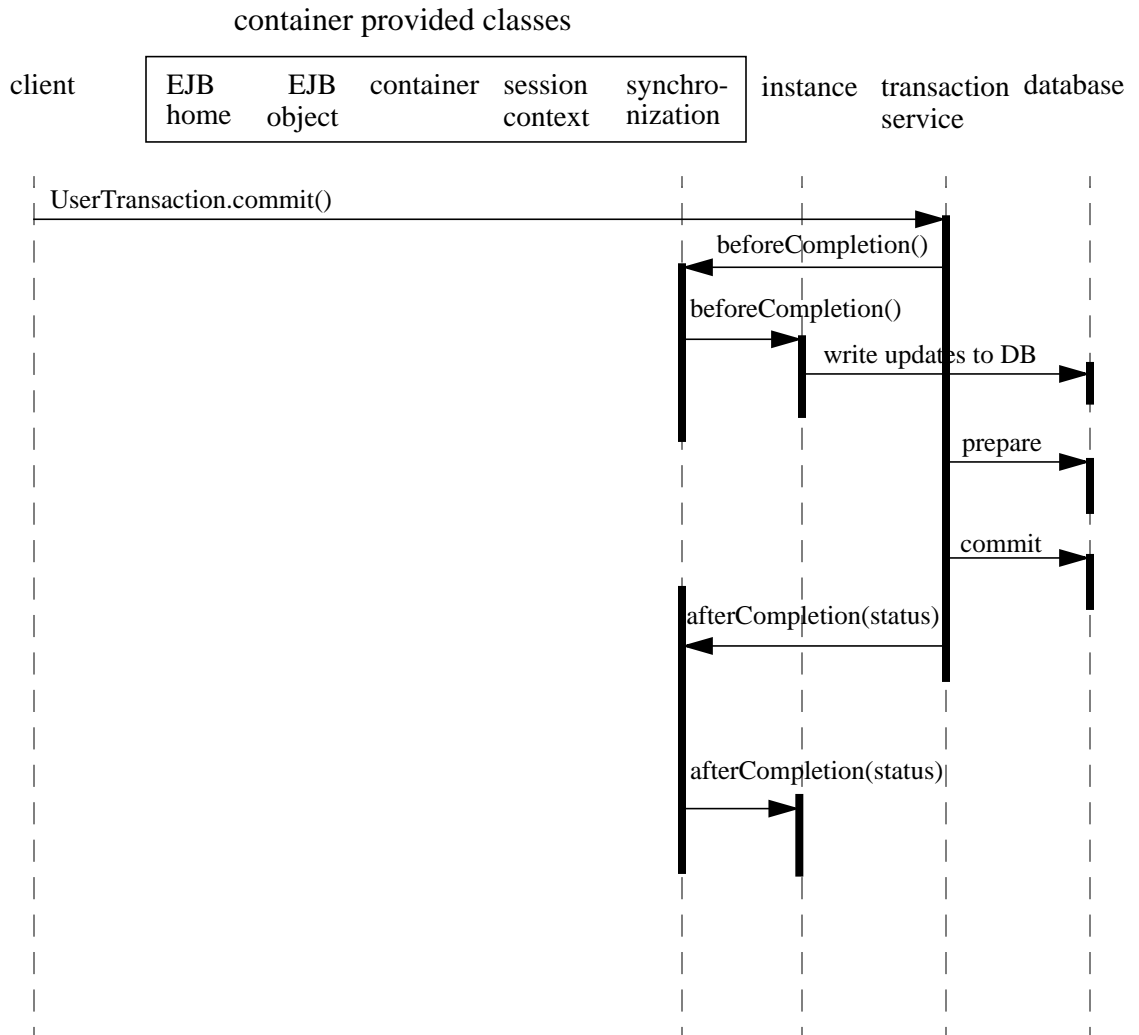 container provided classes
client
EJB
home
EJB
object
container
session
context
synchro-
nization
instance
transaction
service
database
UserTransaction.commit()
beforeCompletion()
beforeCompletion()
write updates to DB
prepare
commit
afterCompletion(status)
afterCompletion(status)